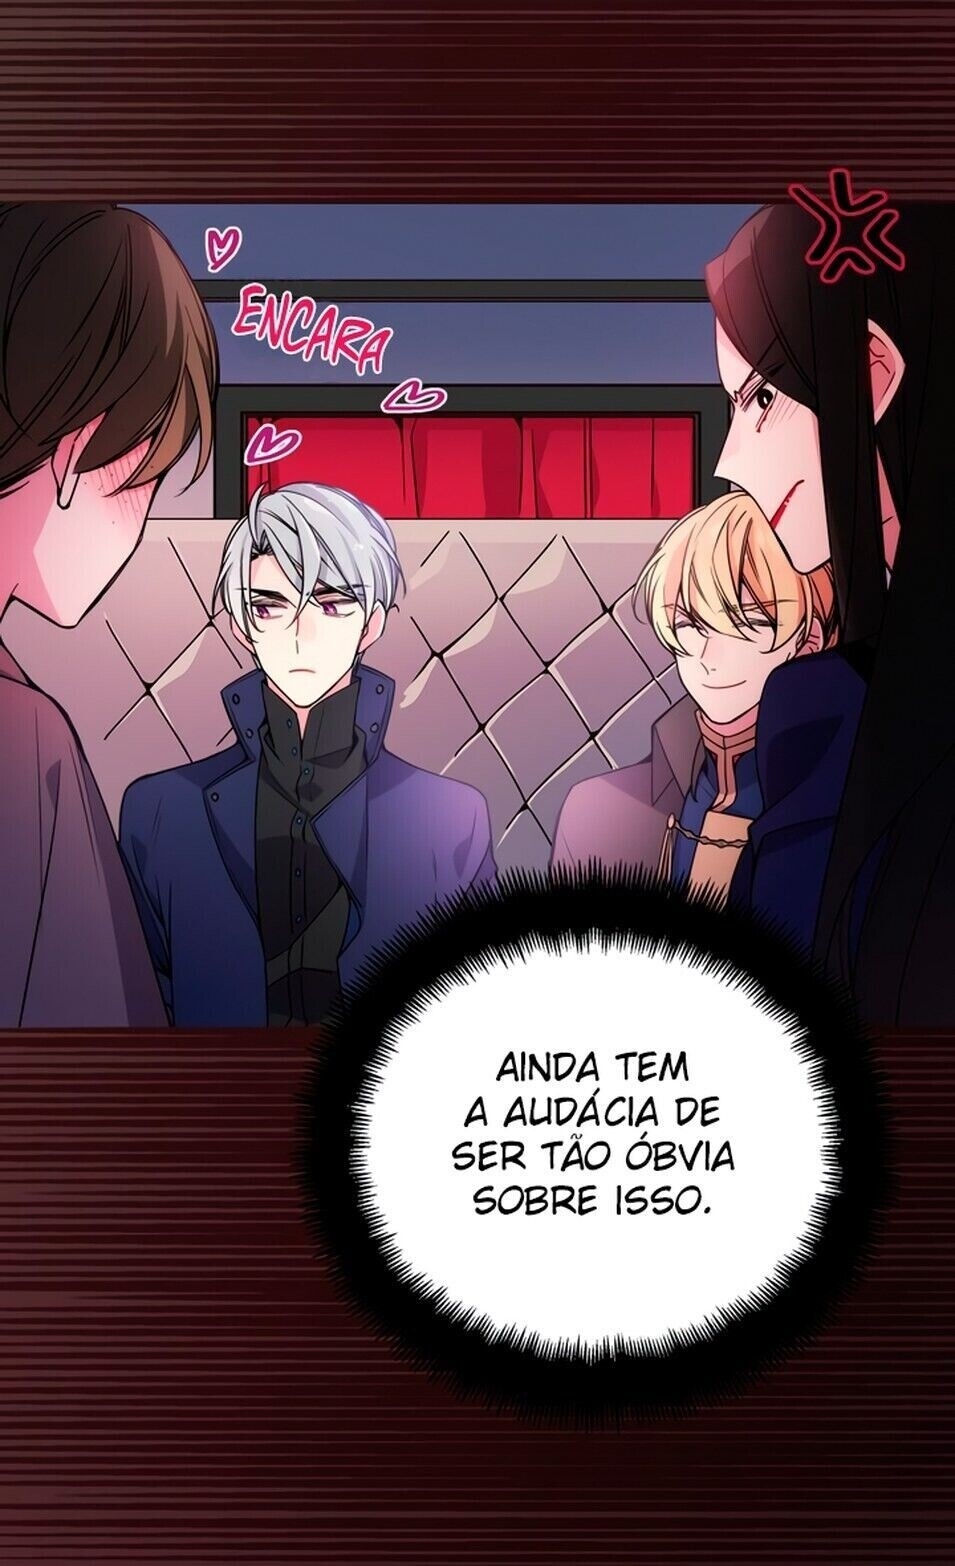 ENCARA
AINDA TEM
A AUDÁCIA DE
SER TÃO ÓBVIA
SOBRE ISSO.